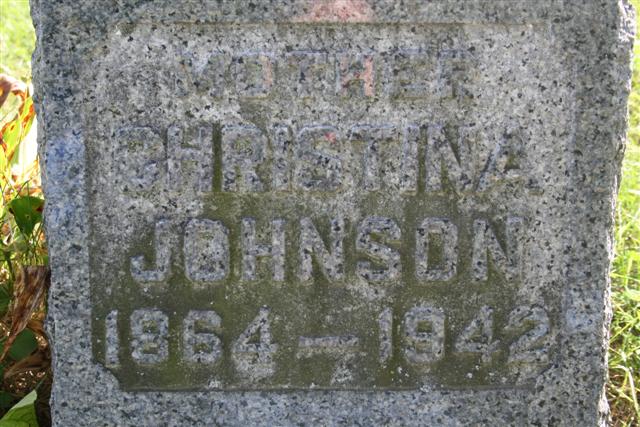 MOTHER
CHRISTINA
JOHNSON
1864-1942